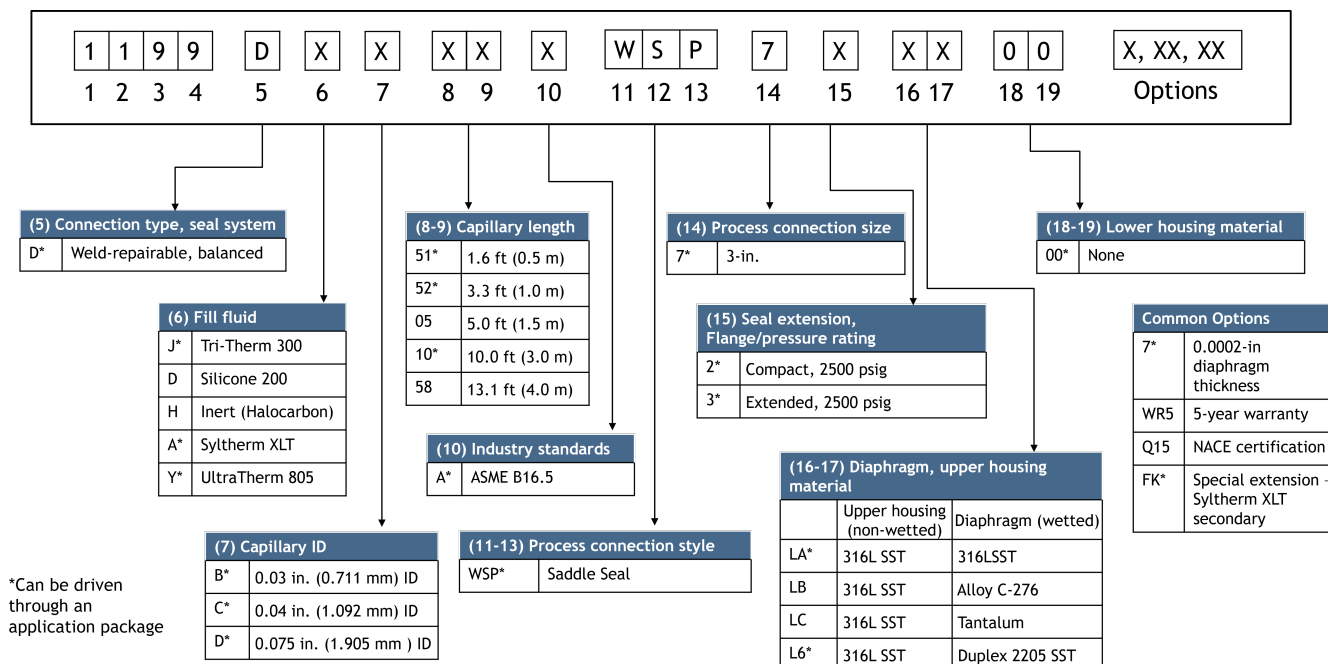 1 1 9 9 D X X X X X W S P 7 X X X 0 0 X, XX, XX
1 2 3 4 5 6 7 8 9 10 11 12 13 14 15 16 17 18 19 Options
(5) Connection type, seal system
D* Weld-repairable, balanced
(6) Fill fluid
J* Tri-Therm 300
D Silicone 200
H Inert (Halocarbon)
A* Syltherm XLT
Y* UltraTherm 805
(7) Capillary ID
B* 0.03 in. (0.711 mm) ID
C* 0.04 in. (1.092 mm) ID
D* 0.075 in. (1.905 mm ) ID
(8-9) Capillary length
51* 1.6 ft (0.5 m)
52* 3.3 ft (1.0 m)
05 5.0 ft (1.5 m)
10* 10.0 ft (3.0 m)
58 13.1 ft (4.0 m)
(10) Industry standards
A* ASME B16.5
(11-13) Process connection style
WSP* Saddle Seal
(14) Process connection size
7* 3-in.
(15) Seal extension,
Flange/pressure rating
2* Compact, 2500 psig
3* Extended, 2500 psig
(16-17) Diaphragm, upper housing
material
Upper housing
(non-wetted)
Diaphragm (wetted)
LA* 316L SST 316LSST
LB 316L SST Alloy C-276
LC 316L SST Tantalum
L6* 316L SST Duplex 2205 SST
(18-19) Lower housing material
00* None
Common Options
7* 0.0002-in
diaphragm
thickness
WR5 5-year warranty
Q15 NACE certification
FK* Special extension -
Syltherm XLT
secondary
*Can be driven
through an
application package